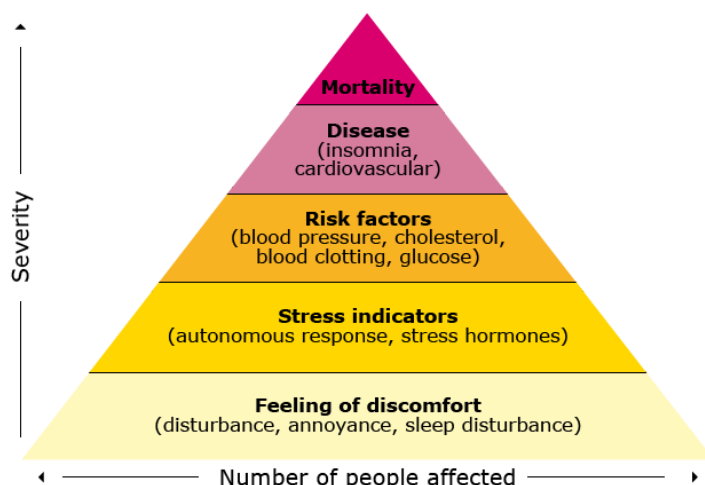 Mortality
Disease
(insomnia,
cardiovascular)
Risk factors
(blood pressure, cholesterol,
blood clotting, glucose)
Stress indicators
(autonomous response, stress hormones)
Feeling of discomfort
(disturbance, annoyance, sleep disturbance)
Severity
Number of people affected